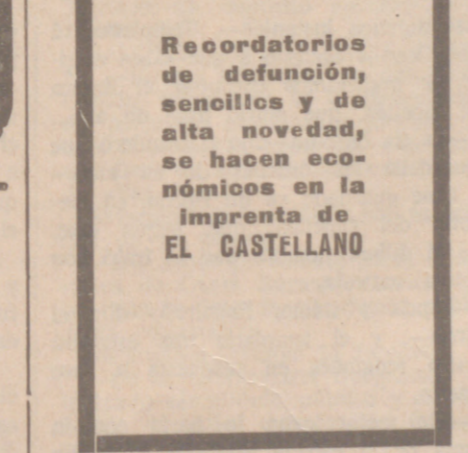 Recordatorios
de defunción,
sencillos y de
alta novedad,
se hacen eco-
nómicos en la
imprenta de
EL CASTELLANO